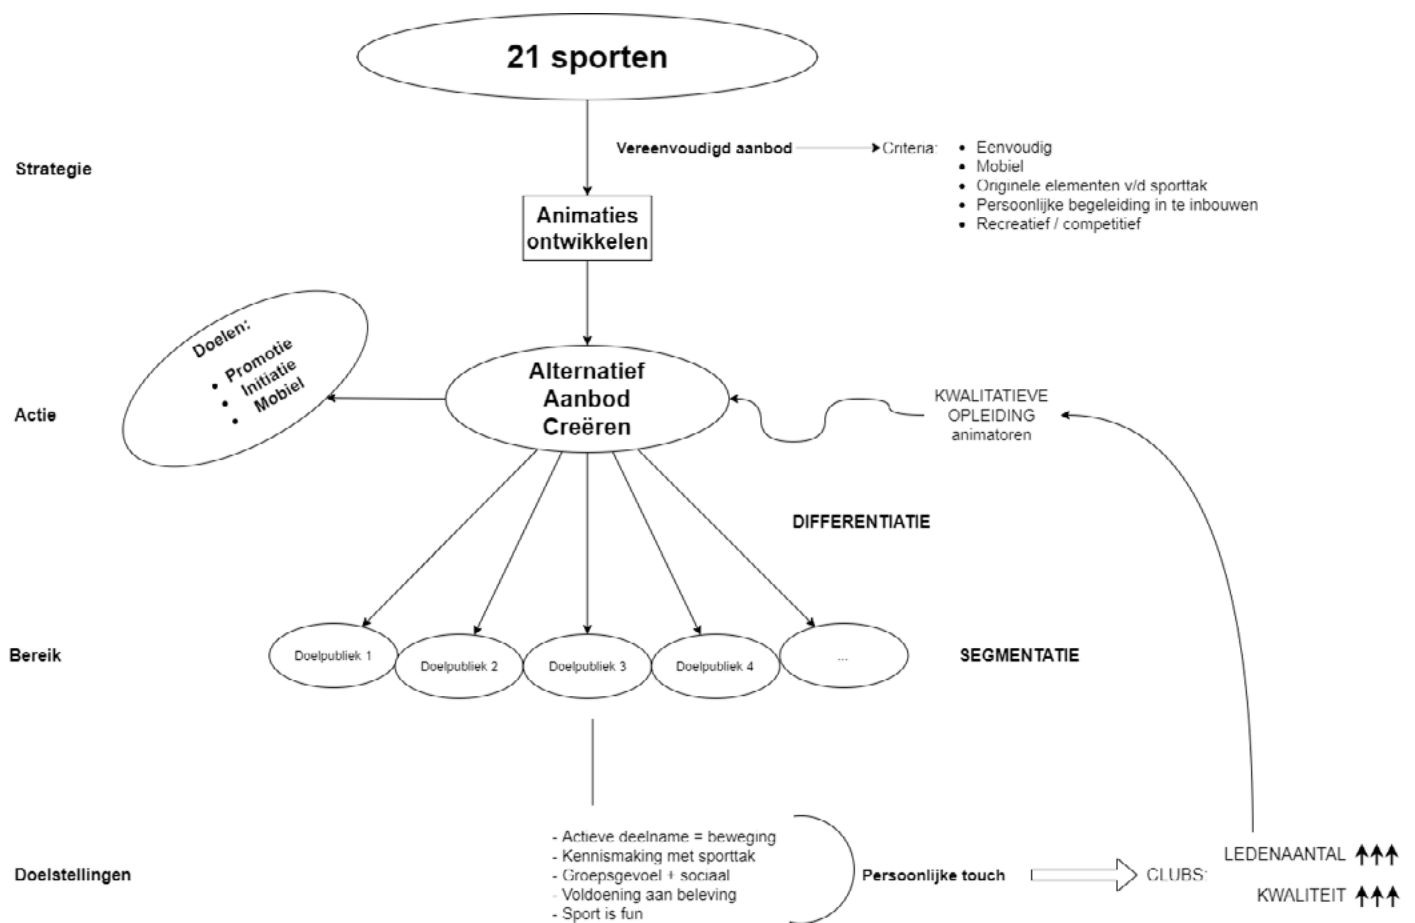 21 sporten
Strategie
Vereenvoudigd aanbod
Criteria:
• Eenvoudig
• Mobiel
• Originele elementen v/d sporttak
• Persoonlijke begeleiding in te inbouwen
• Recreatief / competitief
Animaties
ontwikkelen
Actie
Doelen:
• Promotie
• Initiatie
• Mobiel
Alternatief
Aanbod
Creëren
KWALITATIEVE
OPLEIDING
animatoren
DIFFERENTIATIE
Bereik
Doelpubliek 1
Doelpubliek 2
Doelpubliek 3
Doelpubliek 4
...
SEGMENTATIE
Doelstellingen
- Actieve deelname = beweging
- Kennismaking met sporttak
- Groepsgevoel + sociaal
- Voldoening aan beleving
- Sport is fun
Persoonlijke touch
CLUBS:
LEDENAANTAL
KWALITEIT